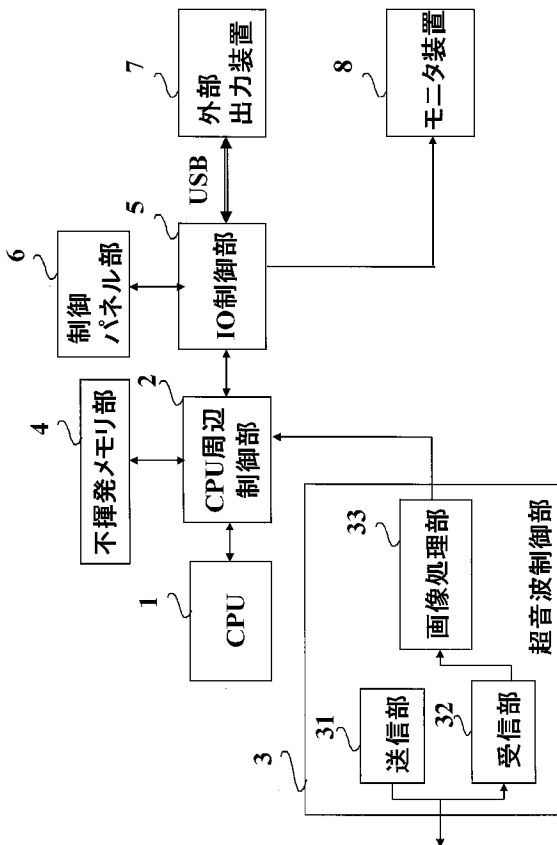 6
制御
パネル部
4
不揮発メモリ部
7
外部
出力装置
USB
5
IO制御部
2
CPU周辺
制御部
1
CPU
8
モニタ装置
33
画像処理部
3
31
送信部
32
受信部
超音波制御部